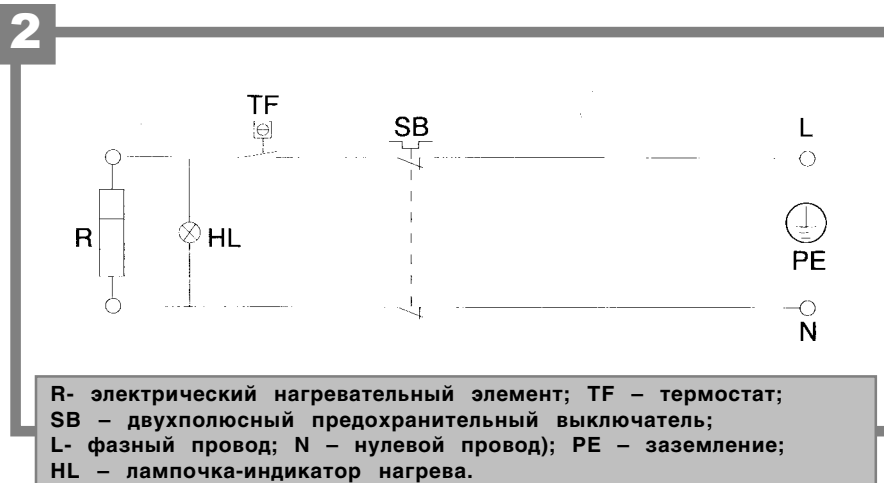 2
TF
SB
L
R
HL
PE
N
R- электрический нагревательный элемент; TF – термостат;
SB – двухполюсный предохранительный выключатель;
L- фазный провод; N – нулевой провод); PE – заземление;
HL – лампочка-индикатор нагрева.